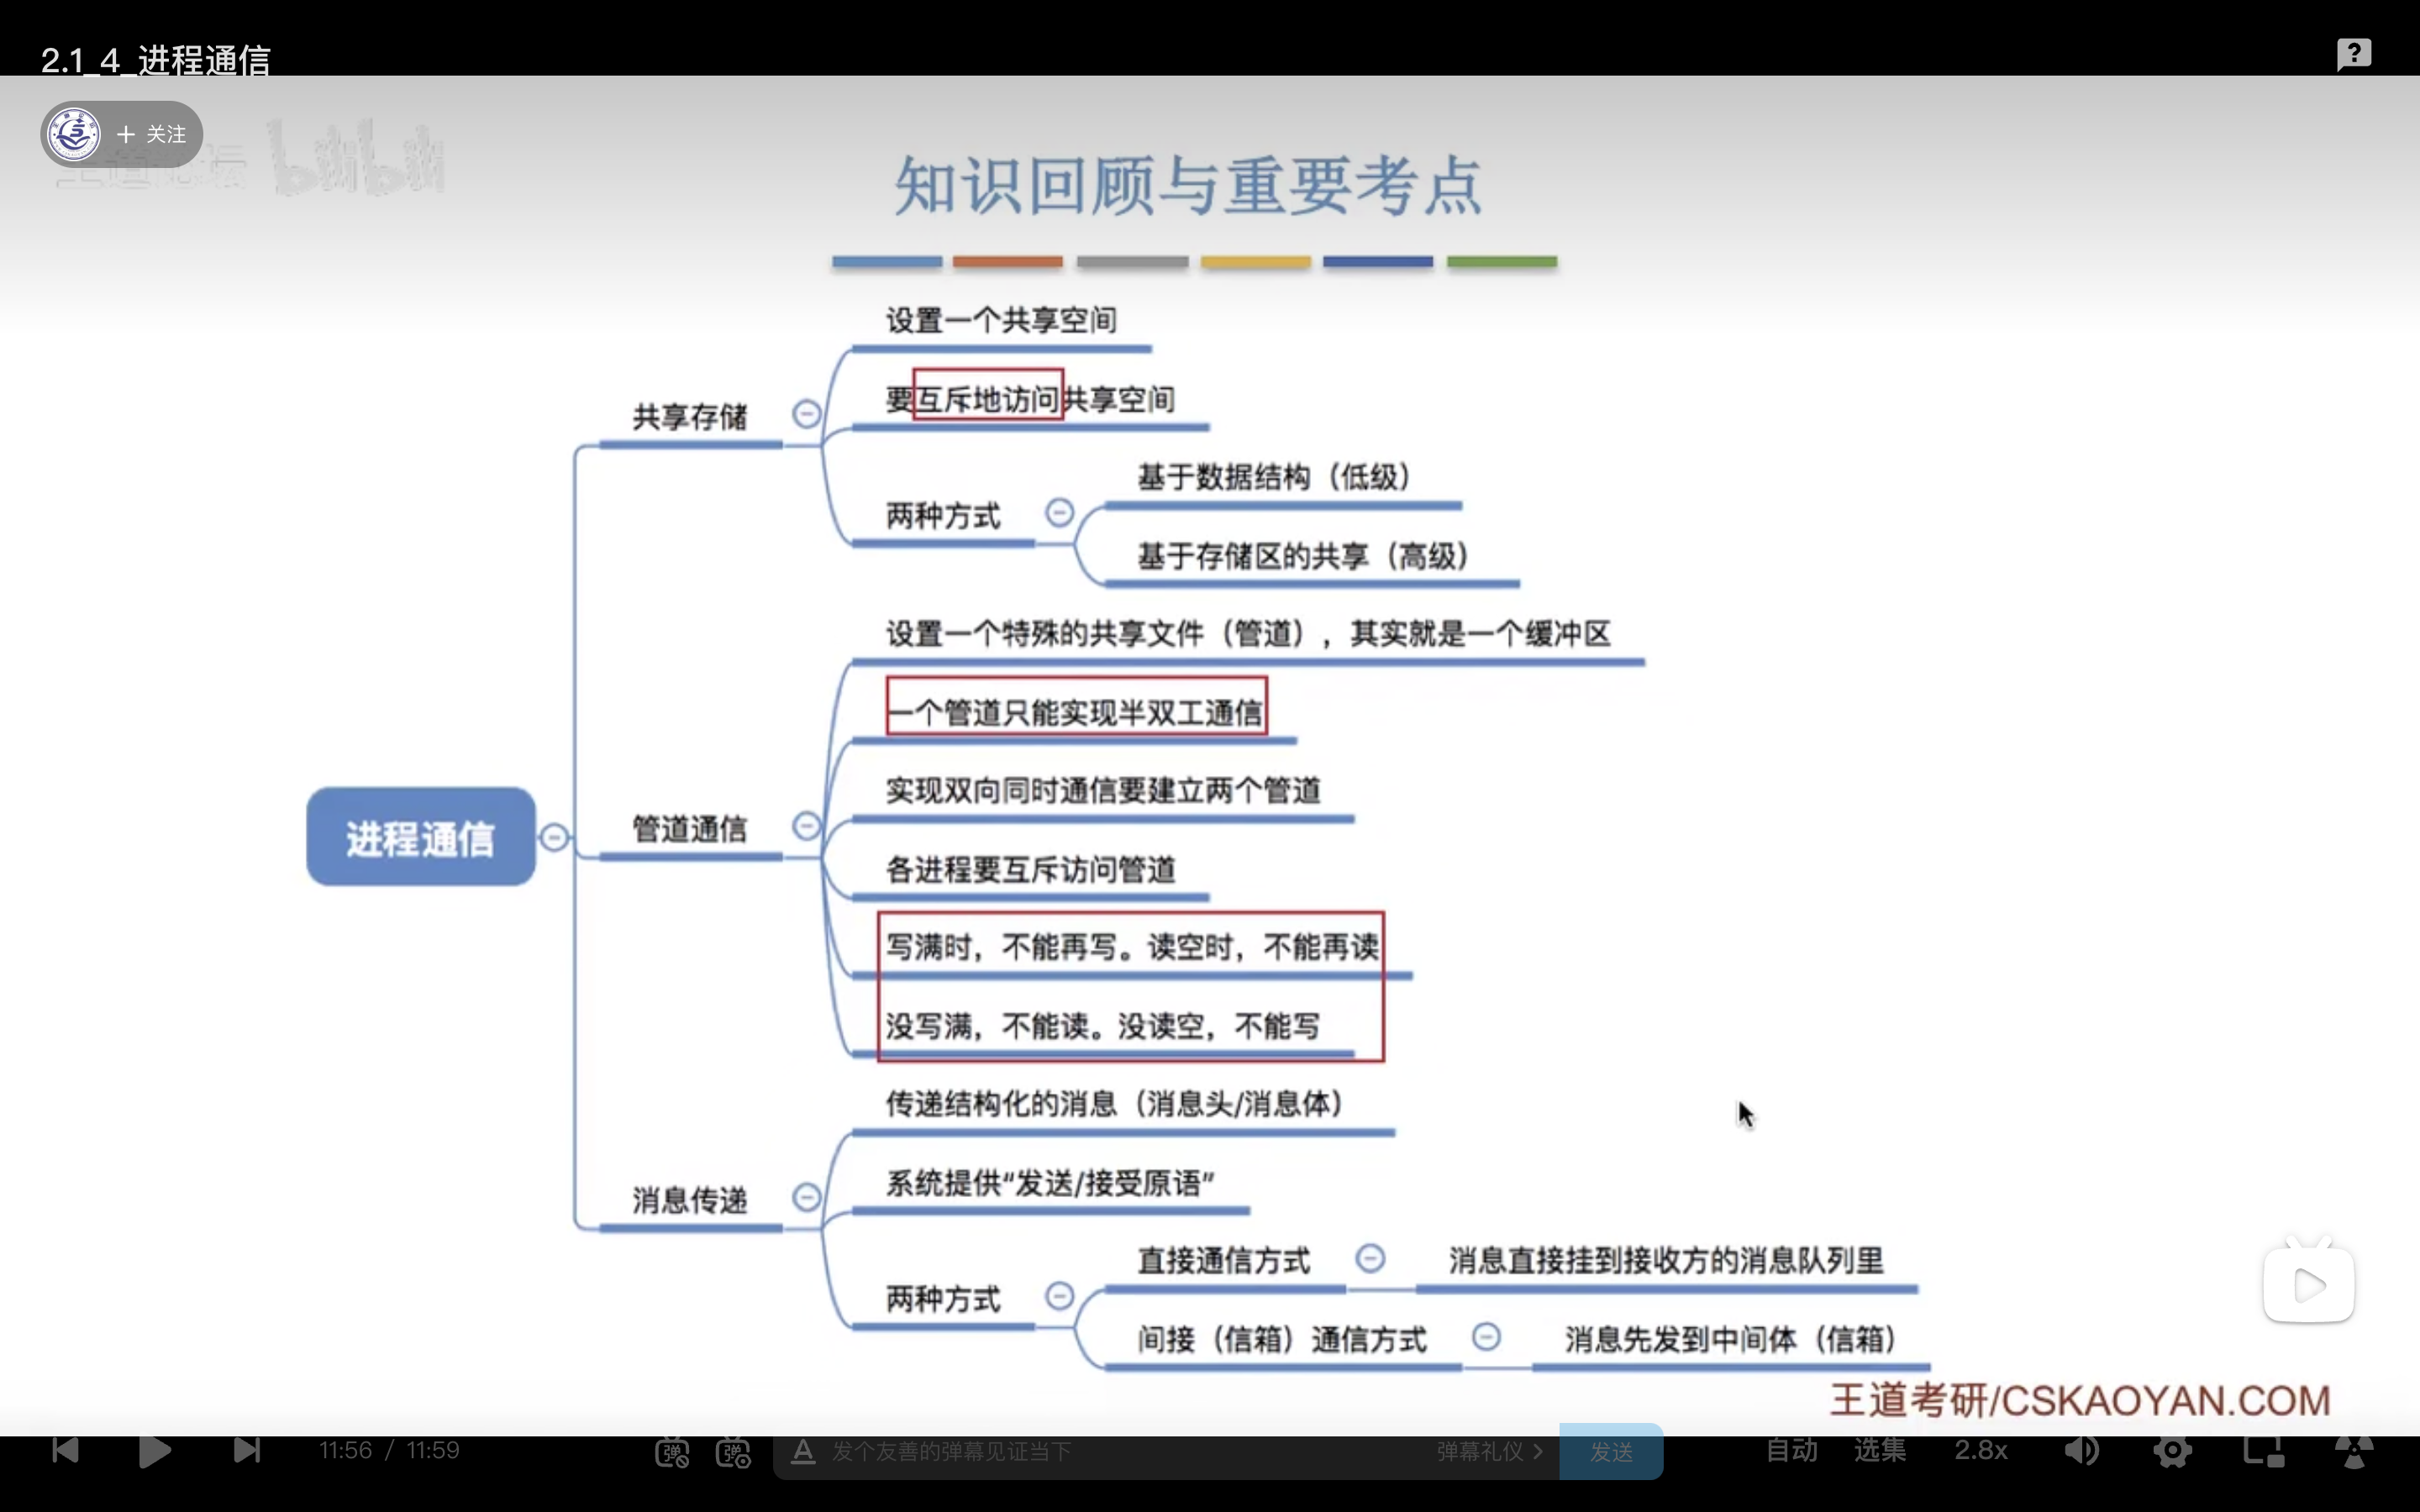 2.1_4_进程通信
+ 关注
bilibili
知识回顾与重要考点
设置一个共享空间
要互斥地访问共享空间
共享存储
基于数据结构（低级）
两种方式
基于存储区的共享（高级）
设置一个特殊的共享文件（管道），其实就是一个缓冲区
一个管道只能实现半双工通信
实现双向同时通信要建立两个管道
进程通信
管道通信
各进程要互斥访问管道
写满时，不能再写。读空时，不能再读
没写满，不能读。没读空，不能写
传递结构化的消息（消息头/消息体）
系统提供“发送/接受原语”
消息传递
直接通信方式
消息直接挂到接收方的消息队列里
两种方式
间接（信箱）通信方式
消息先发到中间体（信箱）
王道考研/CSKAOYAN.COM
11:56 / 11:59
弹
弹
A 发个友善的弹幕见证当下
弹幕礼仪 >
发送
自动
选集
2.8x